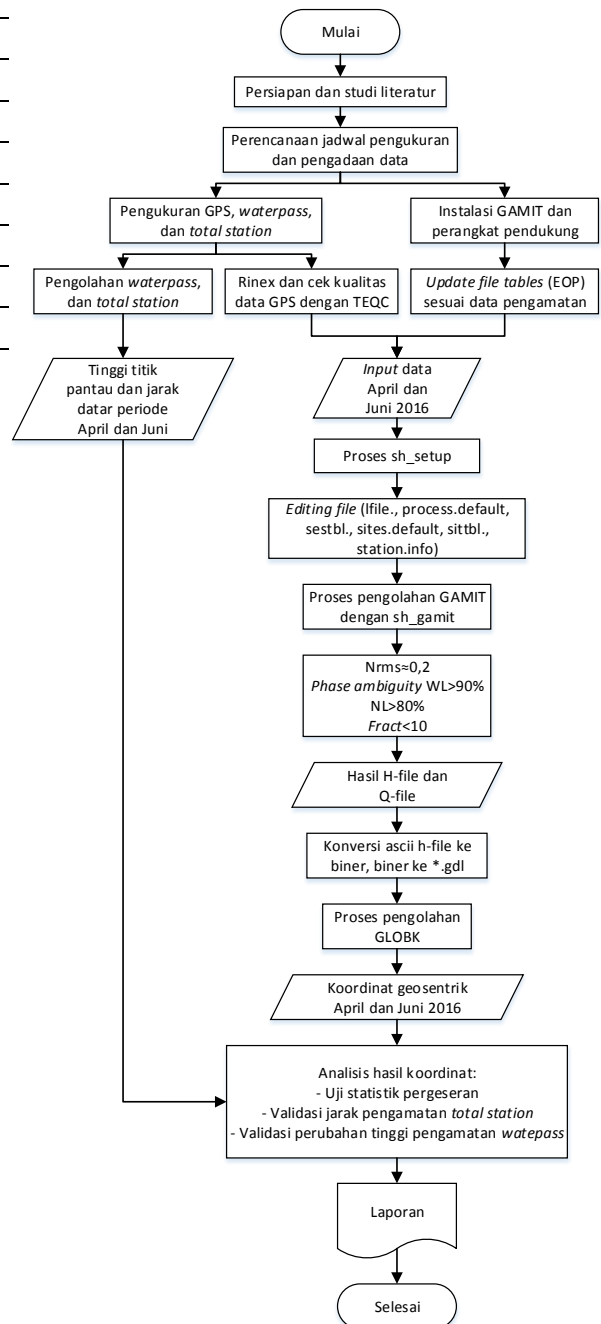 Mulai
Persiapan dan studi literatur
Perencanaan jadwal pengukuran
dan pengadaan data
Pengukuran GPS, waterpass,
dan total station
Instalasi GAMIT dan
perangkat pendukung
Pengolahan waterpass,
dan total station
Rinex dan cek kualitas
data GPS dengan TEQC
Update file tables (EOP)
sesuai data pengamatan
Tinggi titik
pantau dan jarak
datar periode
April dan Juni
Input data
April dan
Juni 2016
Proses sh_setup
Editing file (lfile., process.default,
sestbl., sites.default, sittbl.,
station.info)
Proses pengolahan GAMIT
dengan sh_gamit
Nrms≈0,2
Phase ambiguity WL>90%
NL>80%
Fract<10
Hasil H-file dan
Q-file
Konversi ascii h-file ke
biner, biner ke *.gdl
Proses pengolahan
GLOBK
Koordinat geosentrik
April dan Juni 2016
Analisis hasil koordinat:
- Uji statistik pergeseran
- Validasi jarak pengamatan total station
- Validasi perubahan tinggi pengamatan watepass
Laporan
Selesai